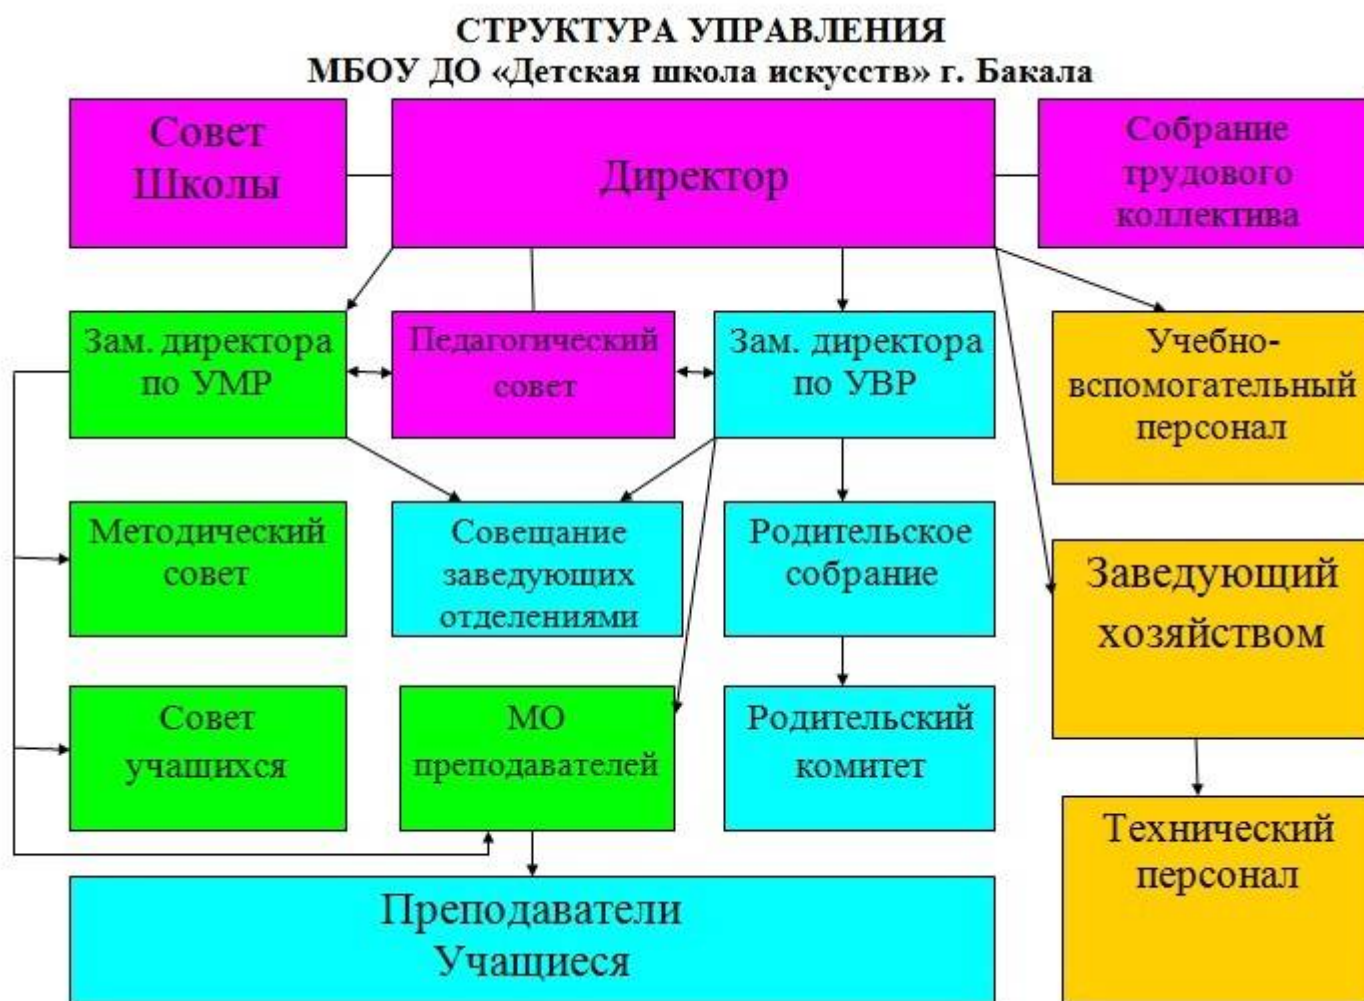 СТРУКТУРА УПРАВЛЕНИЯ
МБОУ ДО «Детская школа искусств» г. Бакала
Совет
Школы
Директор
Собрание
трудового
коллектива
Зам. директора
по УМР
Педагогический
совет
Зам. директора
по УВР
Учебно-
вспомогательный
персонал
Методический
совет
Совещание
заведующих
отделениями
Родительское
собрание
Заведующий
хозяйством
Совет
учащихся
МО
преподавателей
Родительский
комитет
Технический
персонал
Преподаватели
Учащиеся